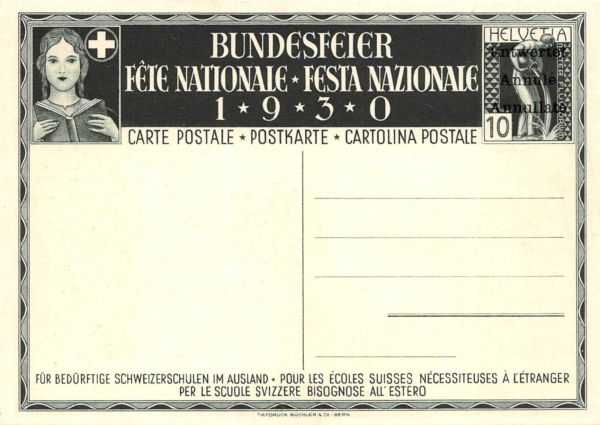 BUNDESFEIER
FÊTE NATIONALE ★ FESTA NAZIONALE
1 ★ 9 ★ 3 ★ 0
CARTE POSTALE ★ POSTKARTE ★ CARTOLINA POSTALE
HELVETIA
Entwertet
Annulé
Annullato
10
FÜR BEDÜRFTIGE SCHWEIZERSCHULEN IM AUSLAND • POUR LES ÉCOLES SUISSES NÉCESSITEUSES À L'ÉTRANGER
PER LE SCUOLE SVIZZERE BISOGNOSE ALL'ESTERO
TIEFDRUCK BÜCHLER & Co • BERN